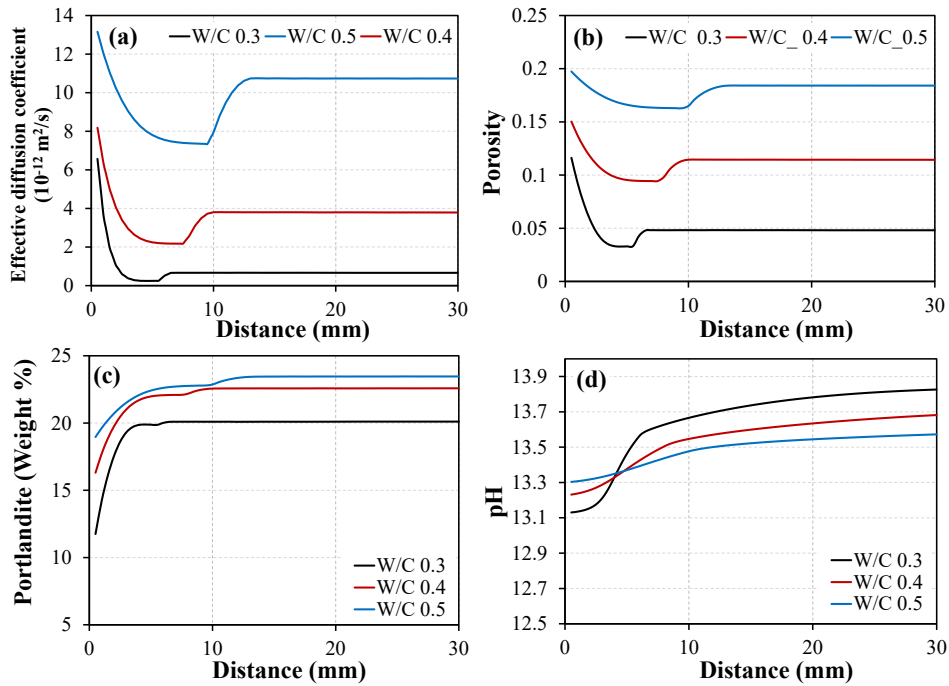 (a)
W/C 0.3
W/C 0.5
W/C 0.4
14
12
10
8
6
4
2
0
0
10
20
30
Effective diffusion coefficient
(10⁻¹² m²/s)
Distance (mm)
(b)
W/C_ 0.3
W/C_ 0.4
W/C_0.5
0.25
0.2
0.15
0.1
0.05
0
0
10
20
30
Porosity
Distance (mm)
(c)
25
20
15
10
5
0
10
20
30
Portlandite (Weight %)
W/C 0.3
W/C 0.4
W/C 0.5
Distance (mm)
(d)
13.9
13.7
13.5
13.3
13.1
12.9
12.7
12.5
0
10
20
30
pH
W/C 0.3
W/C 0.4
W/C 0.5
Distance (mm)